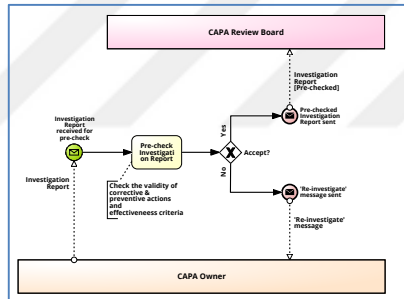 CAPA Review Board
Investigation
Report
[Pre-checked]
Investigation
Report
received for
pre-check
Pre-check
Investigati
on Report
Yes
Pre-checked
Investigation
Report sent
Accept?
No
Investigation
Report
Check the validity of
corrective &
preventive actions
and
effectiveness criteria
'Re-investigate'
message sent
'Re-investigate'
message
CAPA Owner